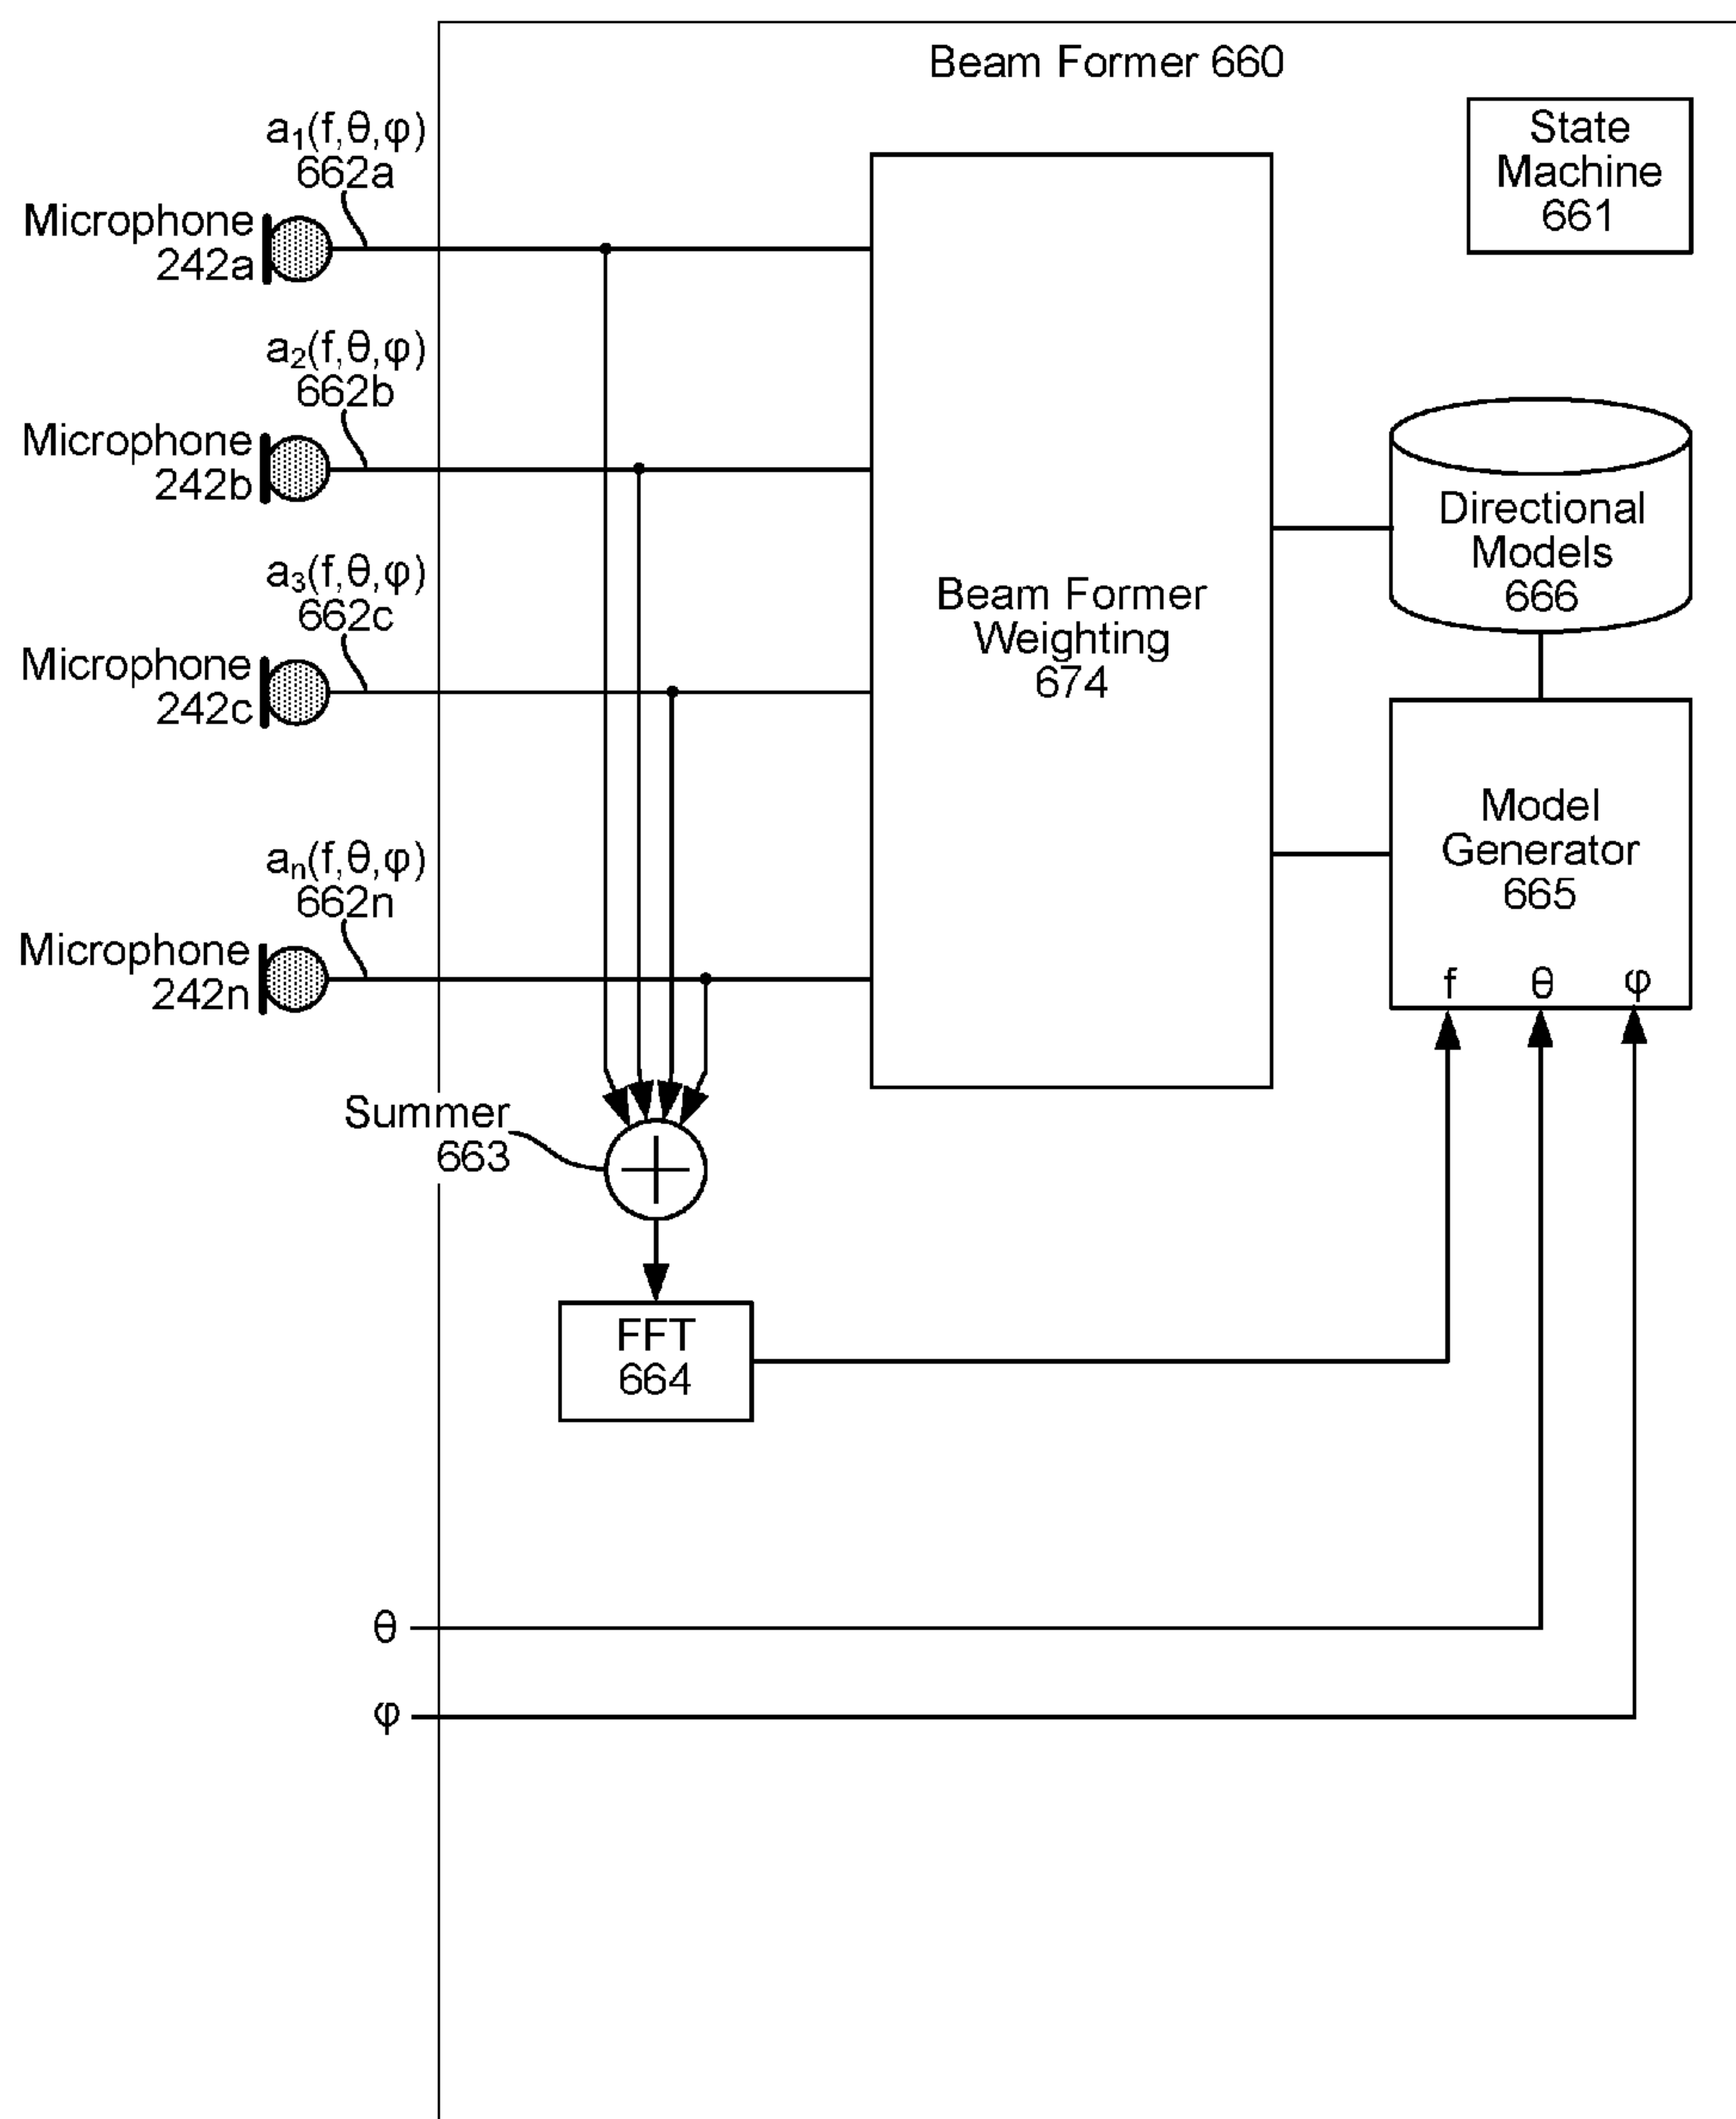 Beam Former 660
State
Machine
661
a₁(f,θ,φ)
662a
Microphone
242a
a₂(f,θ,φ)
662b
Microphone
242b
a₃(f,θ,φ)
662c
Microphone
242c
aₙ(f,θ,φ)
662n
Microphone
242n
Beam Former
Weighting
674
Directional
Models
666
Model
Generator
665
f θ φ
Summer
663
FFT
664
θ
φ